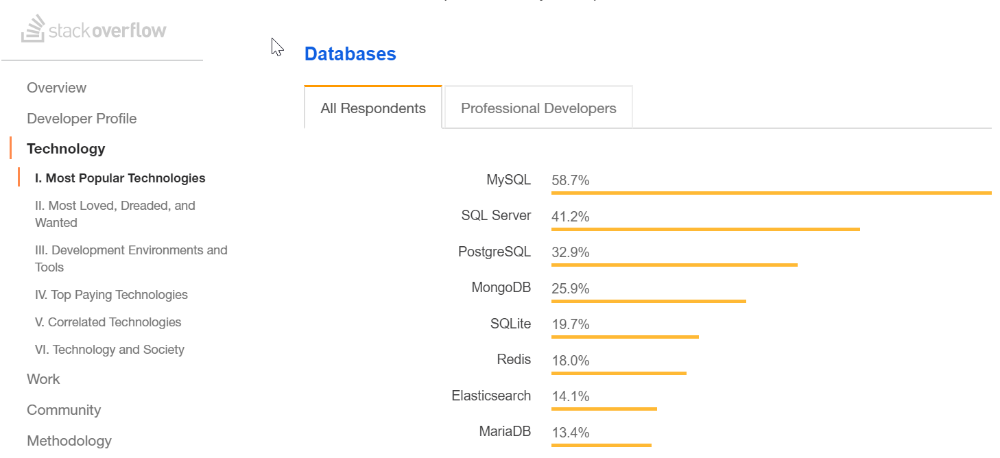 stackoverflow
Overview
Developer Profile
Technology
I. Most Popular Technologies
II. Most Loved, Dreaded, and
Wanted
III. Development Environments and
Tools
IV. Top Paying Technologies
V. Correlated Technologies
VI. Technology and Society
Work
Community
Methodology
Databases
All Respondents
Professional Developers
MySQL 58.7%
SQL Server 41.2%
PostgreSQL 32.9%
MongoDB 25.9%
SQLite 19.7%
Redis 18.0%
Elasticsearch 14.1%
MariaDB 13.4%